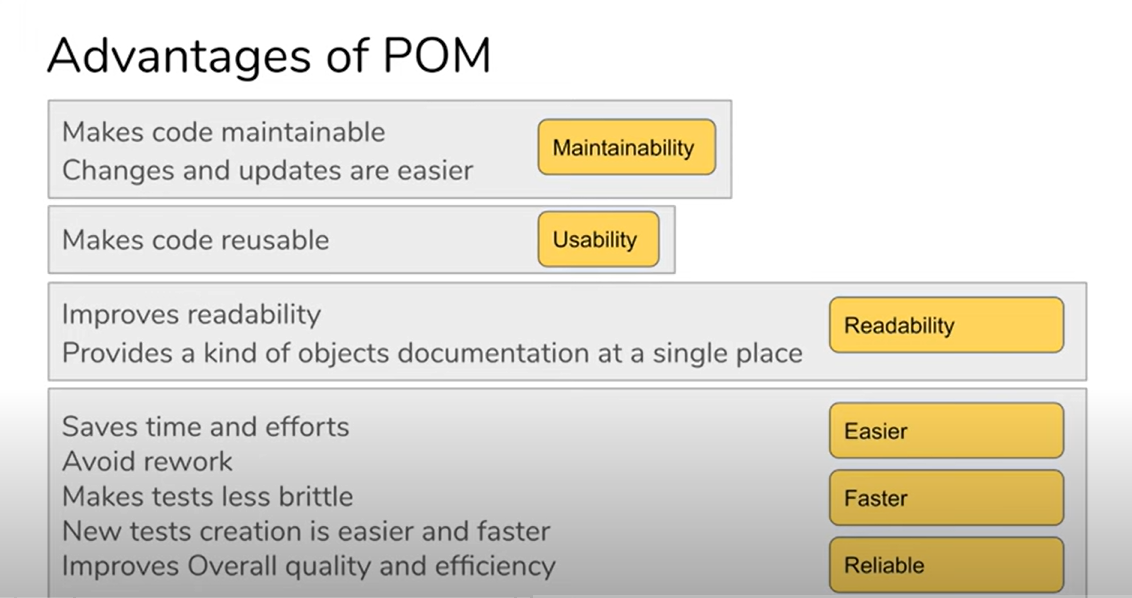 Advantages of POM
Makes code maintainable
Changes and updates are easier
Maintainability
Makes code reusable
Usability
Improves readability
Provides a kind of objects documentation at a single place
Readability
Saves time and efforts
Avoid rework
Makes tests less brittle
New tests creation is easier and faster
Improves Overall quality and efficiency
Easier
Faster
Reliable